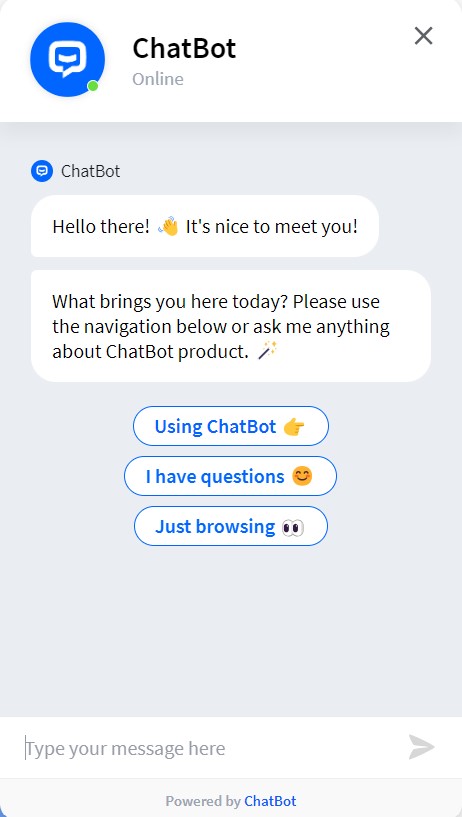 ChatBot
Online
ChatBot
Hello there! 👋 It's nice to meet you!
What brings you here today? Please use
the navigation below or ask me anything
about ChatBot product. 🪄
Using ChatBot 👉
I have questions 😊
Just browsing 👀
Type your message here
Powered by ChatBot